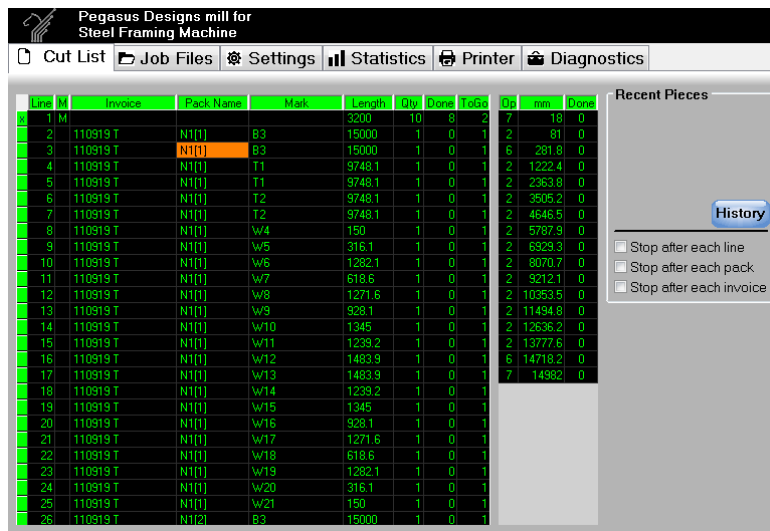 Pegasus Designs mill for
Steel Framing Machine
Cut List Job Files Settings Statistics Printer Diagnostics
Line M Invoice Pack Name Mark Length Qty Done ToGo Op mm Done Recent Pieces
x 1 M 3200 10 8 2 7 18 0
2 110919 T N1[1] B3 15000 1 0 1 2 81 0
3 110919 T N1[1] B3 15000 1 0 1 6 281.8 0
4 110919 T N1[1] T1 9748.1 1 0 1 2 1222.4 0
5 110919 T N1[1] T1 9748.1 1 0 1 2 2363.8 0
6 110919 T N1[1] T2 9748.1 1 0 1 2 3505.2 0
7 110919 T N1[1] T2 9748.1 1 0 1 2 4646.5 0
History
8 110919 T N1[1] W4 150 1 0 1 2 5787.9 0
9 110919 T N1[1] W5 316.1 1 0 1 2 6929.3 0
Stop after each line
10 110919 T N1[1] W6 1282.1 1 0 1 2 8070.7 0
Stop after each pack
11 110919 T N1[1] W7 618.6 1 0 1 2 9212.1 0
Stop after each invoice
12 110919 T N1[1] W8 1271.6 1 0 1 2 10353.5 0
13 110919 T N1[1] W9 928.1 1 0 1 2 11494.8 0
14 110919 T N1[1] W10 1345 1 0 1 2 12636.2 0
15 110919 T N1[1] W11 1239.2 1 0 1 2 13777.6 0
16 110919 T N1[1] W12 1483.9 1 0 1 6 14718.2 0
17 110919 T N1[1] W13 1483.9 1 0 1 7 14982 0
18 110919 T N1[1] W14 1239.2 1 0 1
19 110919 T N1[1] W15 1345 1 0 1
20 110919 T N1[1] W16 928.1 1 0 1
21 110919 T N1[1] W17 1271.6 1 0 1
22 110919 T N1[1] W18 618.6 1 0 1
23 110919 T N1[1] W19 1282.1 1 0 1
24 110919 T N1[1] W20 316.1 1 0 1
25 110919 T N1[1] W21 150 1 0 1
26 110919 T N1[2] B3 15000 1 0 1